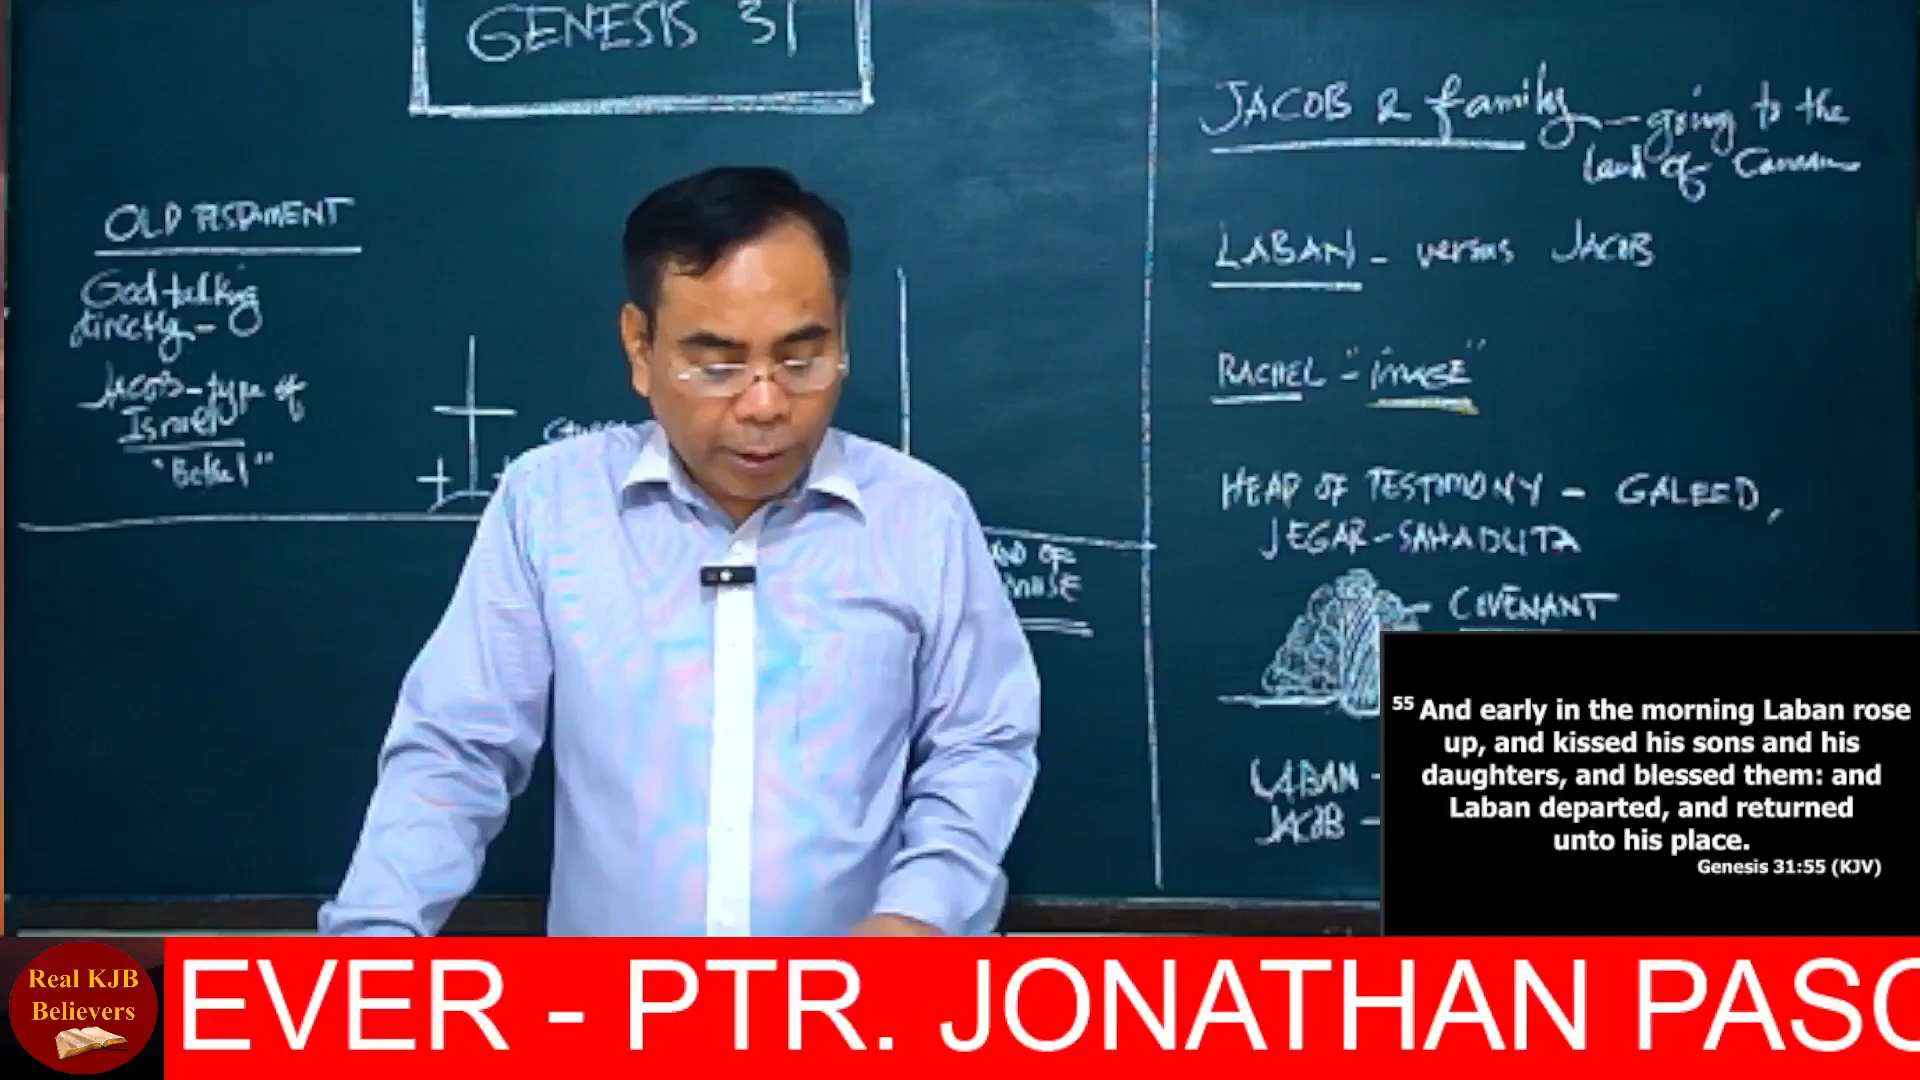 GENESIS 31
OLD TESTAMENT
God talking
directly -
Jacob - type of
Israel
"Bethel"
JACOB & family - going to the
land of Canaan
LABAN - versus JACOB
RACHEL - "image"
HEAP OF TESTIMONY - GALEED,
JEGAR-SAHADUTA
COVENANT
LABAN -
JACOB -
55 And early in the morning Laban rose
up, and kissed his sons and his
daughters, and blessed them: and
Laban departed, and returned
unto his place.
Genesis 31:55 (KJV)
Real KJB
Believers
EVER - PTR. JONATHAN PASC